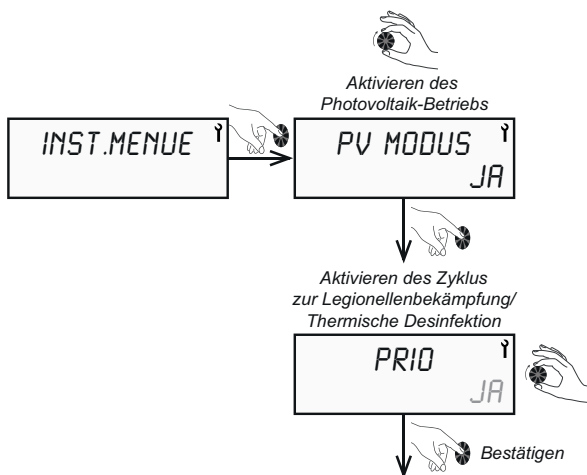 Aktivieren des
Photovoltaik-Betriebs
INST.MENUE
PV MODUS
JA
Aktivieren des Zyklus
zur Legionellenbekämpfung/
Thermische Desinfektion
PRIO
JA
Bestätigen